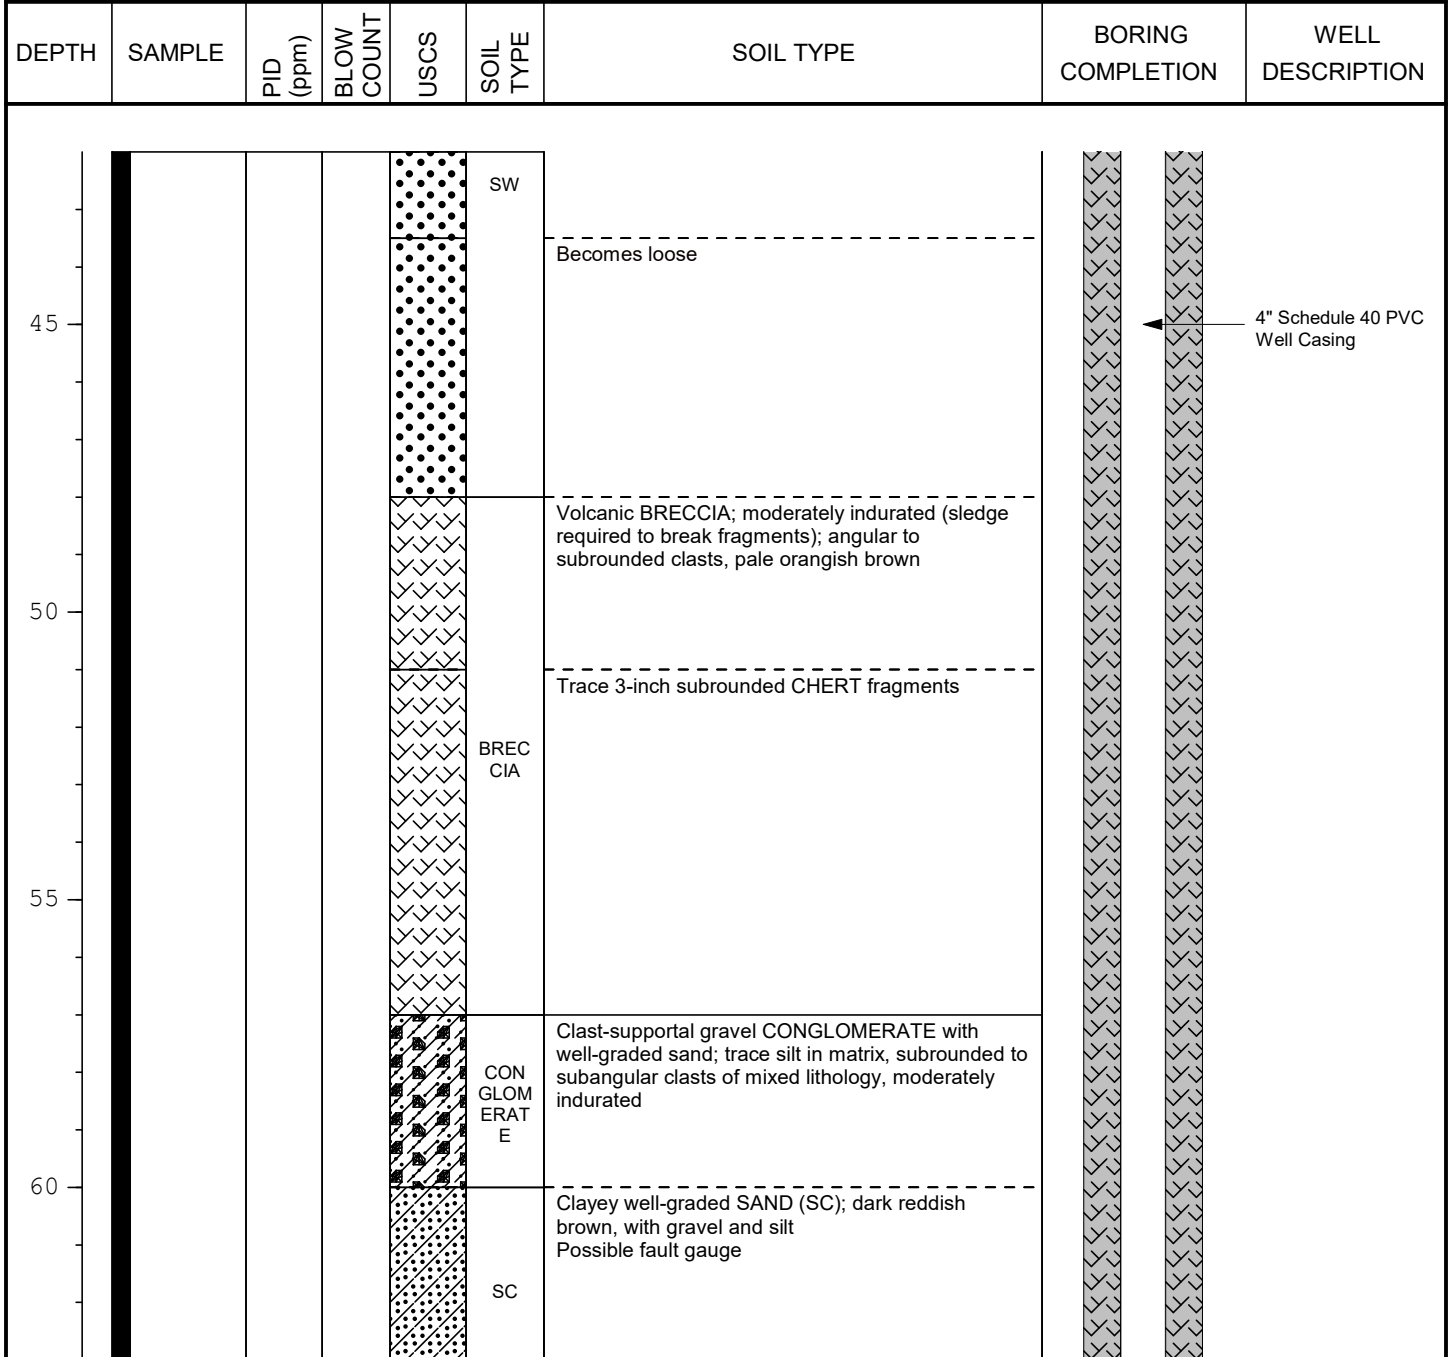 DEPTH
SAMPLE
PID
(ppm)
BLOW
COUNT
USCS
SOIL
TYPE
SOIL TYPE
BORING
COMPLETION
WELL
DESCRIPTION
SW
Becomes loose
45
4" Schedule 40 PVC
Well Casing
Volcanic BRECCIA; moderately indurated (sledge
required to break fragments); angular to
subrounded clasts, pale orangish brown
50
Trace 3-inch subrounded CHERT fragments
BREC
CIA
55
Clast-supportal gravel CONGLOMERATE with
well-graded sand; trace silt in matrix, subrounded to
subangular clasts of mixed lithology, moderately
indurated
CON
GLOM
ERAT
E
60
Clayey well-graded SAND (SC); dark reddish
brown, with gravel and silt
Possible fault gauge
SC